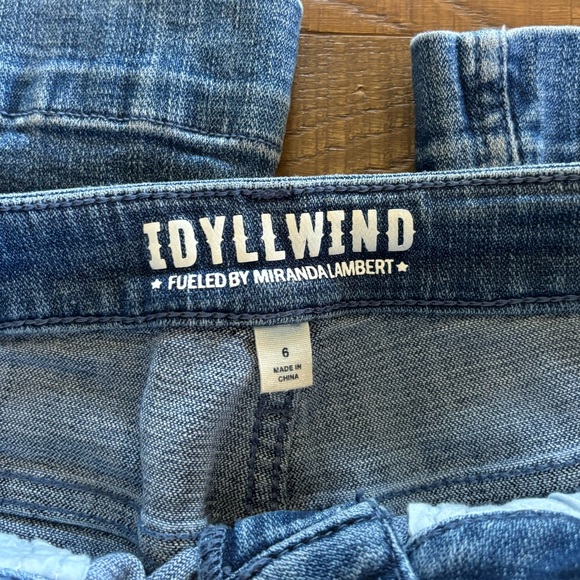 IDYLLWIND
★ FUELED BY MIRANDA LAMBERT ★
6
MADE IN
CHINA